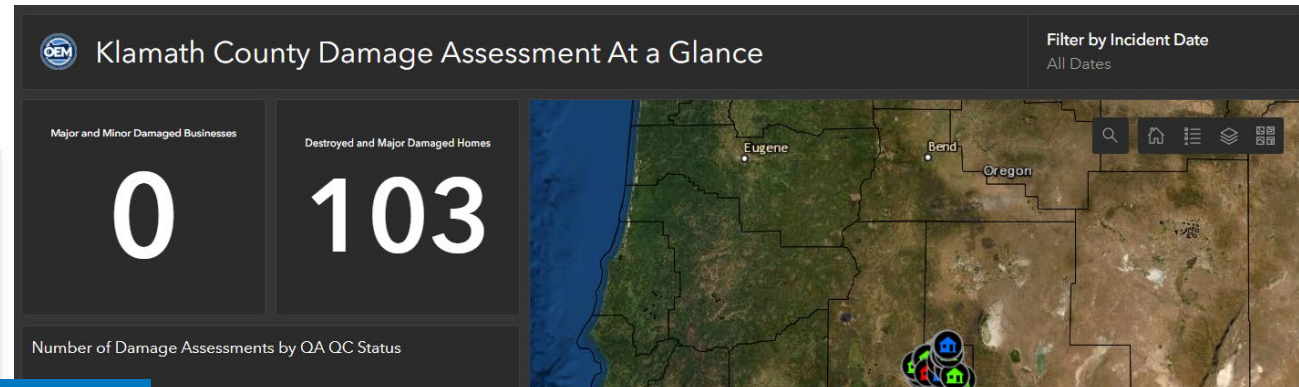 OEM
Klamath County Damage Assessment At a Glance
Filter by Incident Date
All Dates
Major and Minor Damaged Businesses
0
Destroyed and Major Damaged Homes
103
Eugene
Bend
Oregon
Number of Damage Assessments by QA QC Status